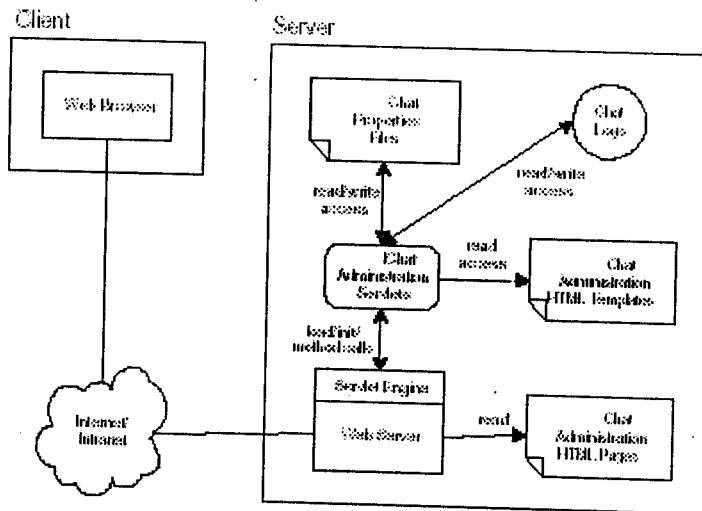 Client
Server
Web Browser
Chat
Properties
Files
Chat
Logs
read/write
access
read/write
access
Chat
Administration
Servlets
read
access
Chat
Administration
HTML Templates
load/init/
method calls
Servlet Engine
Internet/
Intranet
Web Server
read
Chat
Administration
HTML Pages